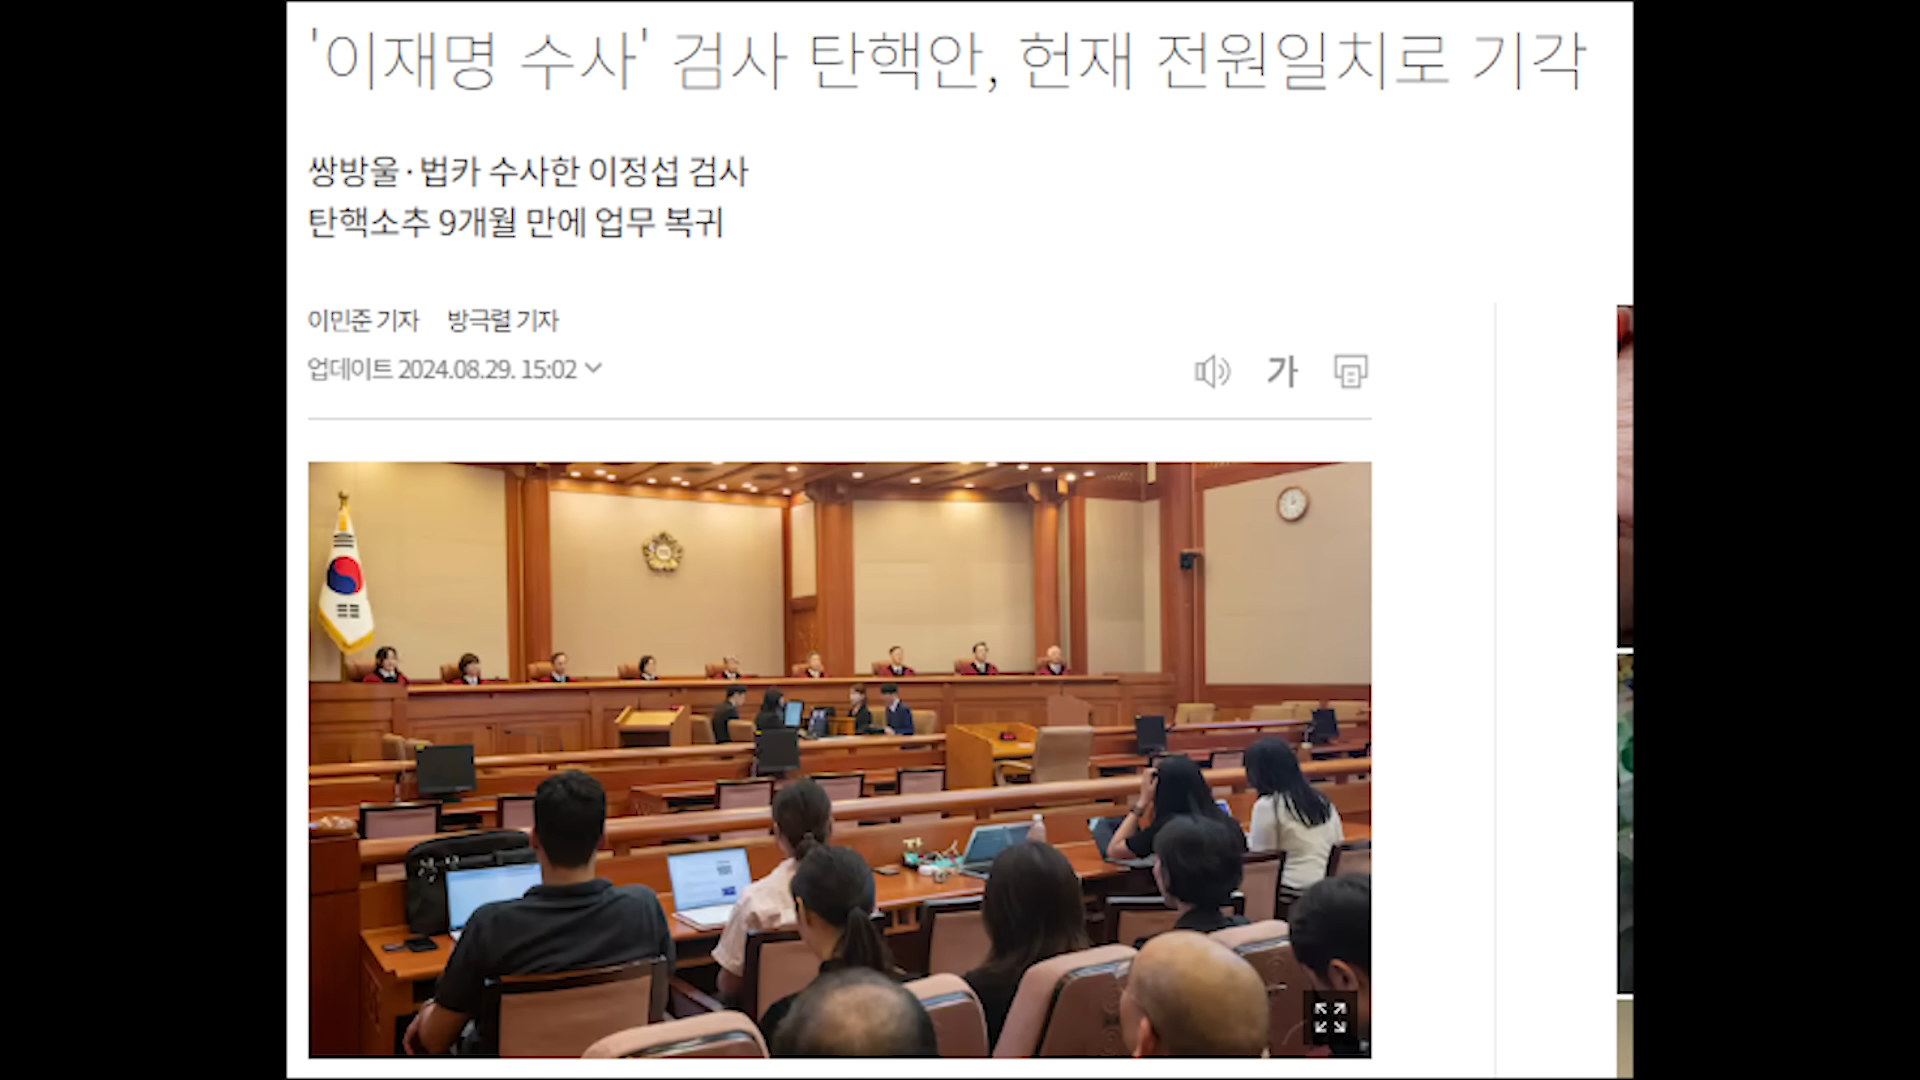 '이재명 수사' 검사 탄핵안, 헌재 전원일치로 기각
쌍방울·법카 수사한 이정섭 검사
탄핵소추 9개월 만에 업무 복귀
이민준 기자 방극렬 기자
업데이트 2024.08.29. 15:02
가